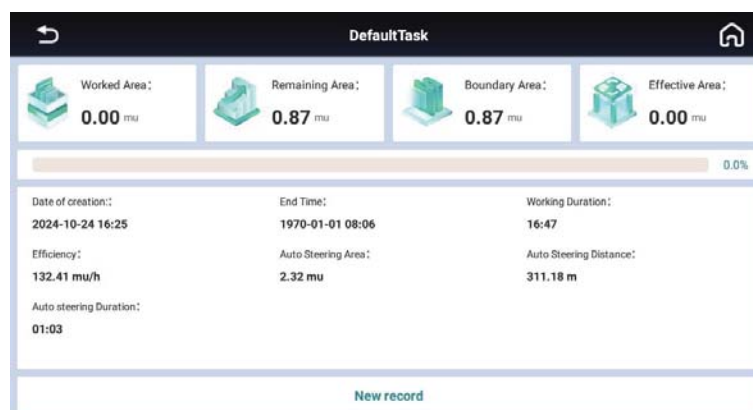 DefaultTask
Worked Area:
0.00 mu
Remaining Area:
0.87 mu
Boundary Area:
0.87 mu
Effective Area:
0.00 mu
0.0%
Date of creation::
2024-10-24 16:25
End Time:
1970-01-01 08:06
Working Duration:
16:47
Efficiency:
132.41 mu/h
Auto Steering Area:
2.32 mu
Auto Steering Distance:
311.18 m
Auto steering Duration:
01:03
New record